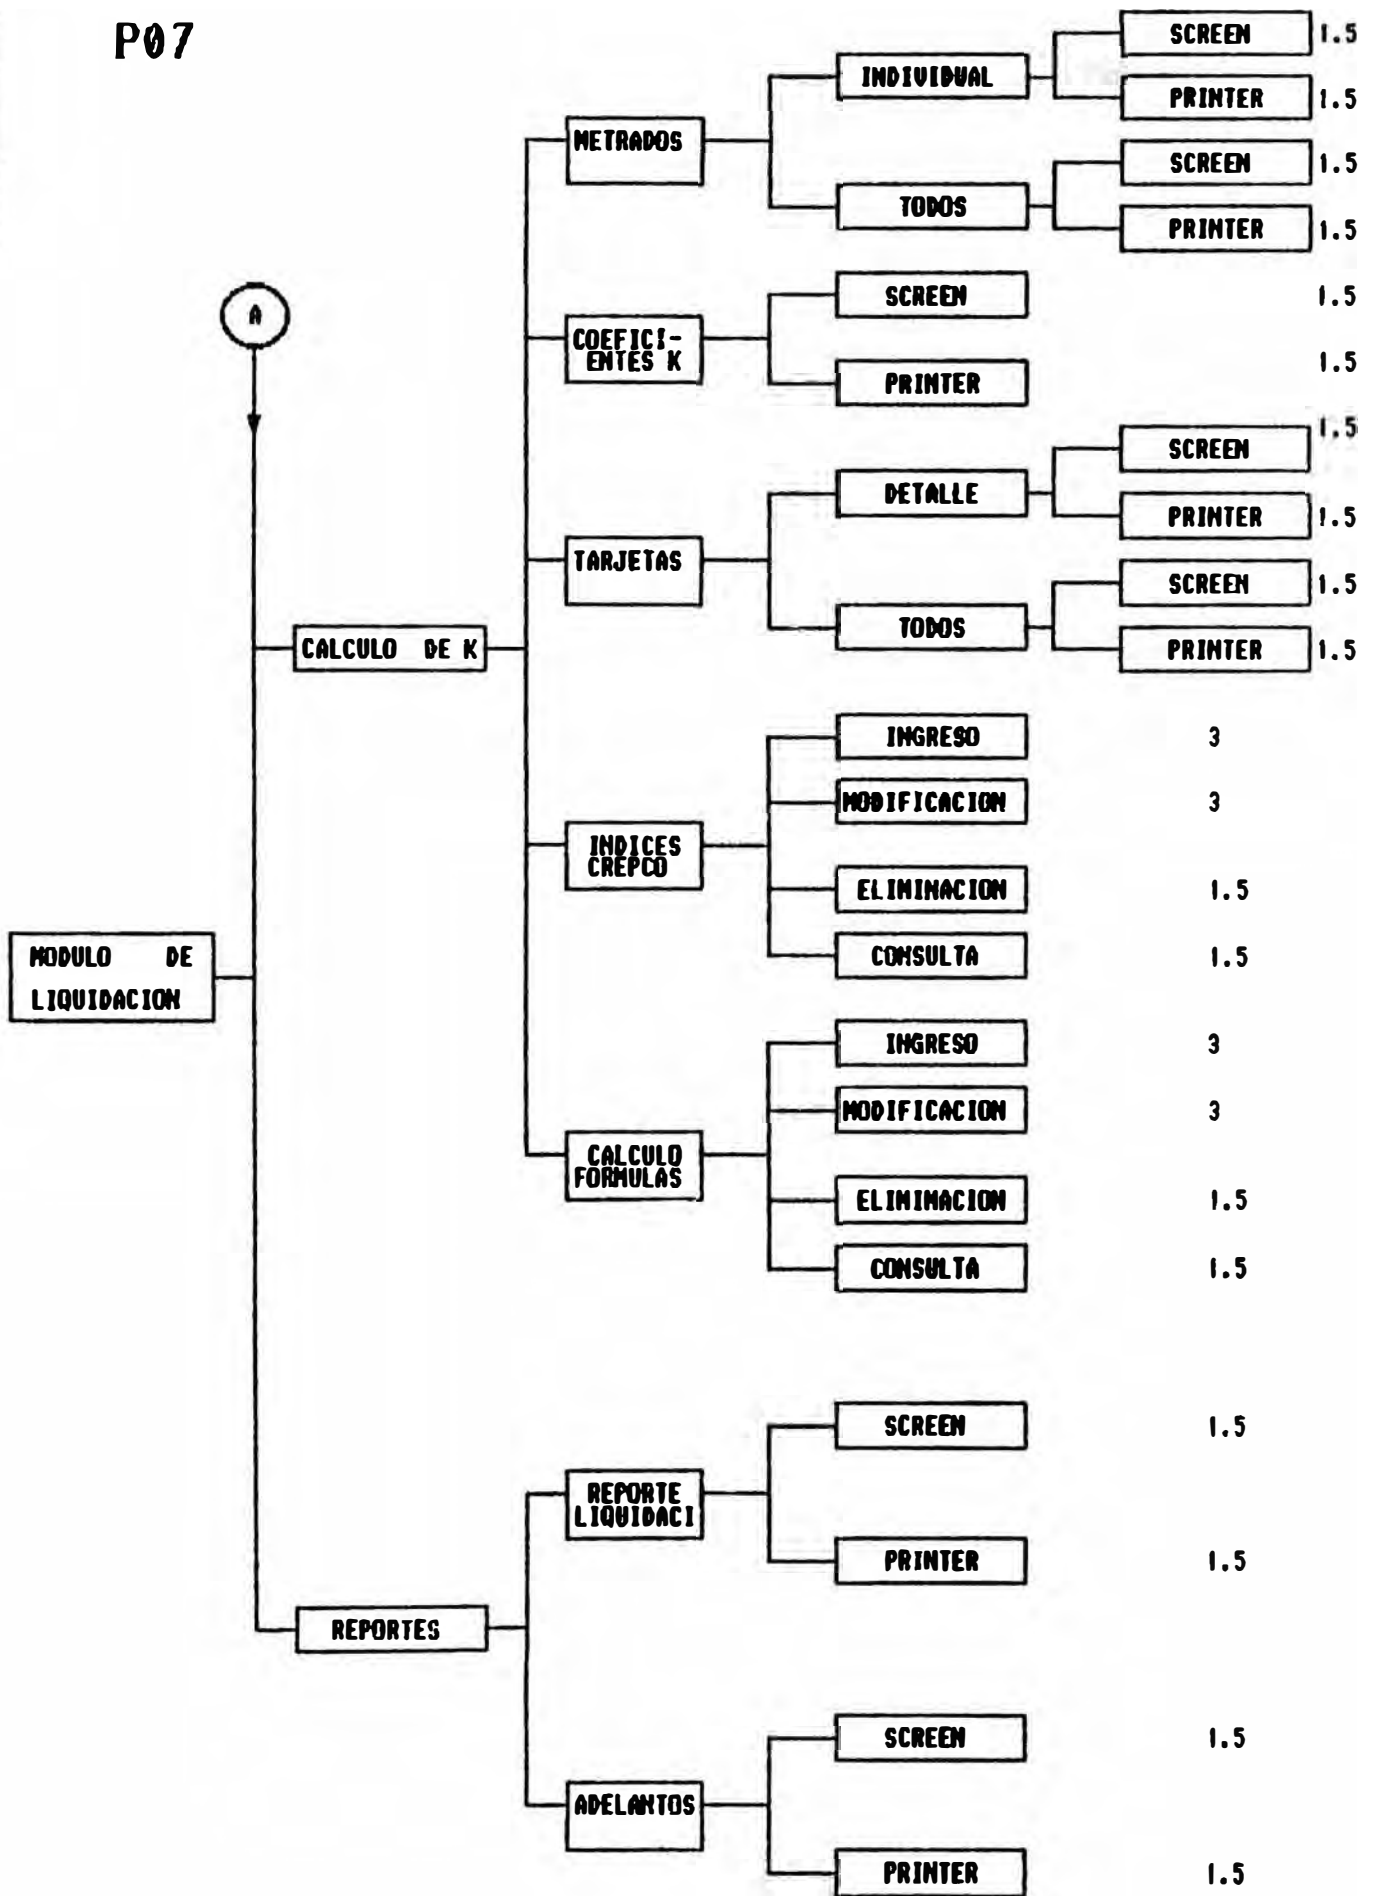 P07
SCREEN 1.5
INDIVIDUAL
PRINTER 1.5
METRADOS
SCREEN 1.5
TODOS
PRINTER 1.5
A
SCREEN 1.5
COEFICI-
ENTES K
PRINTER 1.5
SCREEN 1.5
DETALLE
PRINTER 1.5
TARJETAS
SCREEN 1.5
TODOS
PRINTER 1.5
CALCULO DE K
INGRESO 3
MODIFICACION 3
INDICES
CREPCO
ELIMINACION 1.5
CONSULTA 1.5
MODULO DE
LIQUIDACION
INGRESO 3
MODIFICACION 3
CALCULO
FORMULAS
ELIMINACION 1.5
CONSULTA 1.5
SCREEN 1.5
REPORTE
LIQUIDACI
PRINTER 1.5
REPORTES
SCREEN 1.5
ADELANTOS
PRINTER 1.5